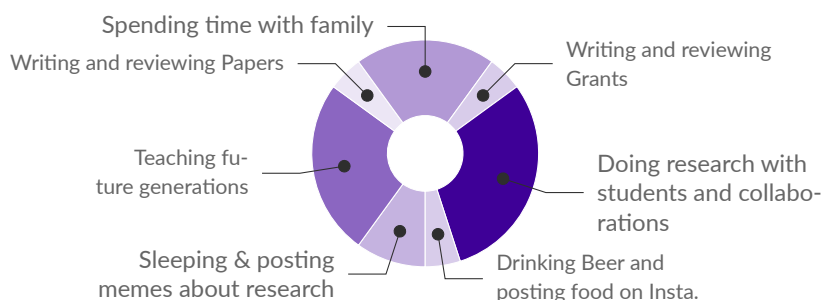 Spending time with family
Writing and reviewing Papers
Writing and reviewing
Grants
Teaching fu-
ture generations
Doing research with
students and collabo-
rations
Sleeping & posting
memes about research
Drinking Beer and
posting food on Insta.